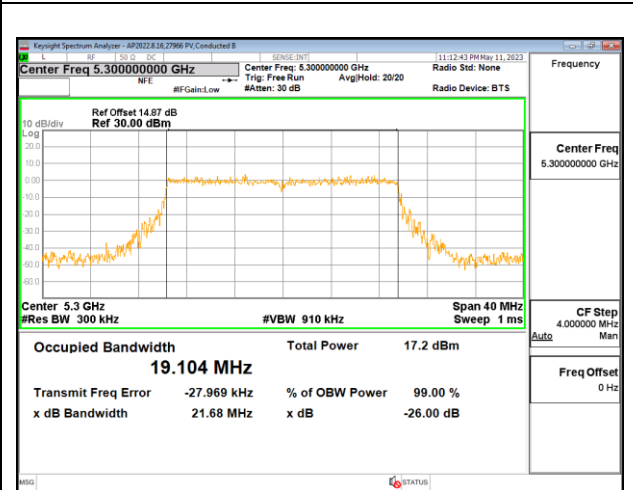 Keysight Spectrum Analyzer - AP2022.8.16,27966 PV,Conducted B
L RF 50 Ω DC SENSE:INT 11:12:43 PM May 11, 2023
Center Freq 5.300000000 GHz Center Freq: 5.300000000 GHz Radio Std: None Frequency
NFE Trig: Free Run Avg|Hold: 20/20
#IFGain:Low #Atten: 30 dB Radio Device: BTS
Ref Offset 14.87 dB
10 dB/div Ref 30.00 dBm
Log
20.0
10.0
0.00
-10.0
-20.0
-30.0
-40.0
-50.0
-60.0
Center Freq
5.300000000 GHz
Center 5.3 GHz Span 40 MHz
#Res BW 300 kHz #VBW 910 kHz Sweep 1 ms
CF Step
4.000000 MHz
Auto Man
Occupied Bandwidth Total Power 17.2 dBm
19.104 MHz
Freq Offset
0 Hz
Transmit Freq Error -27.969 kHz % of OBW Power 99.00 %
x dB Bandwidth 21.68 MHz x dB -26.00 dB
MSG STATUS